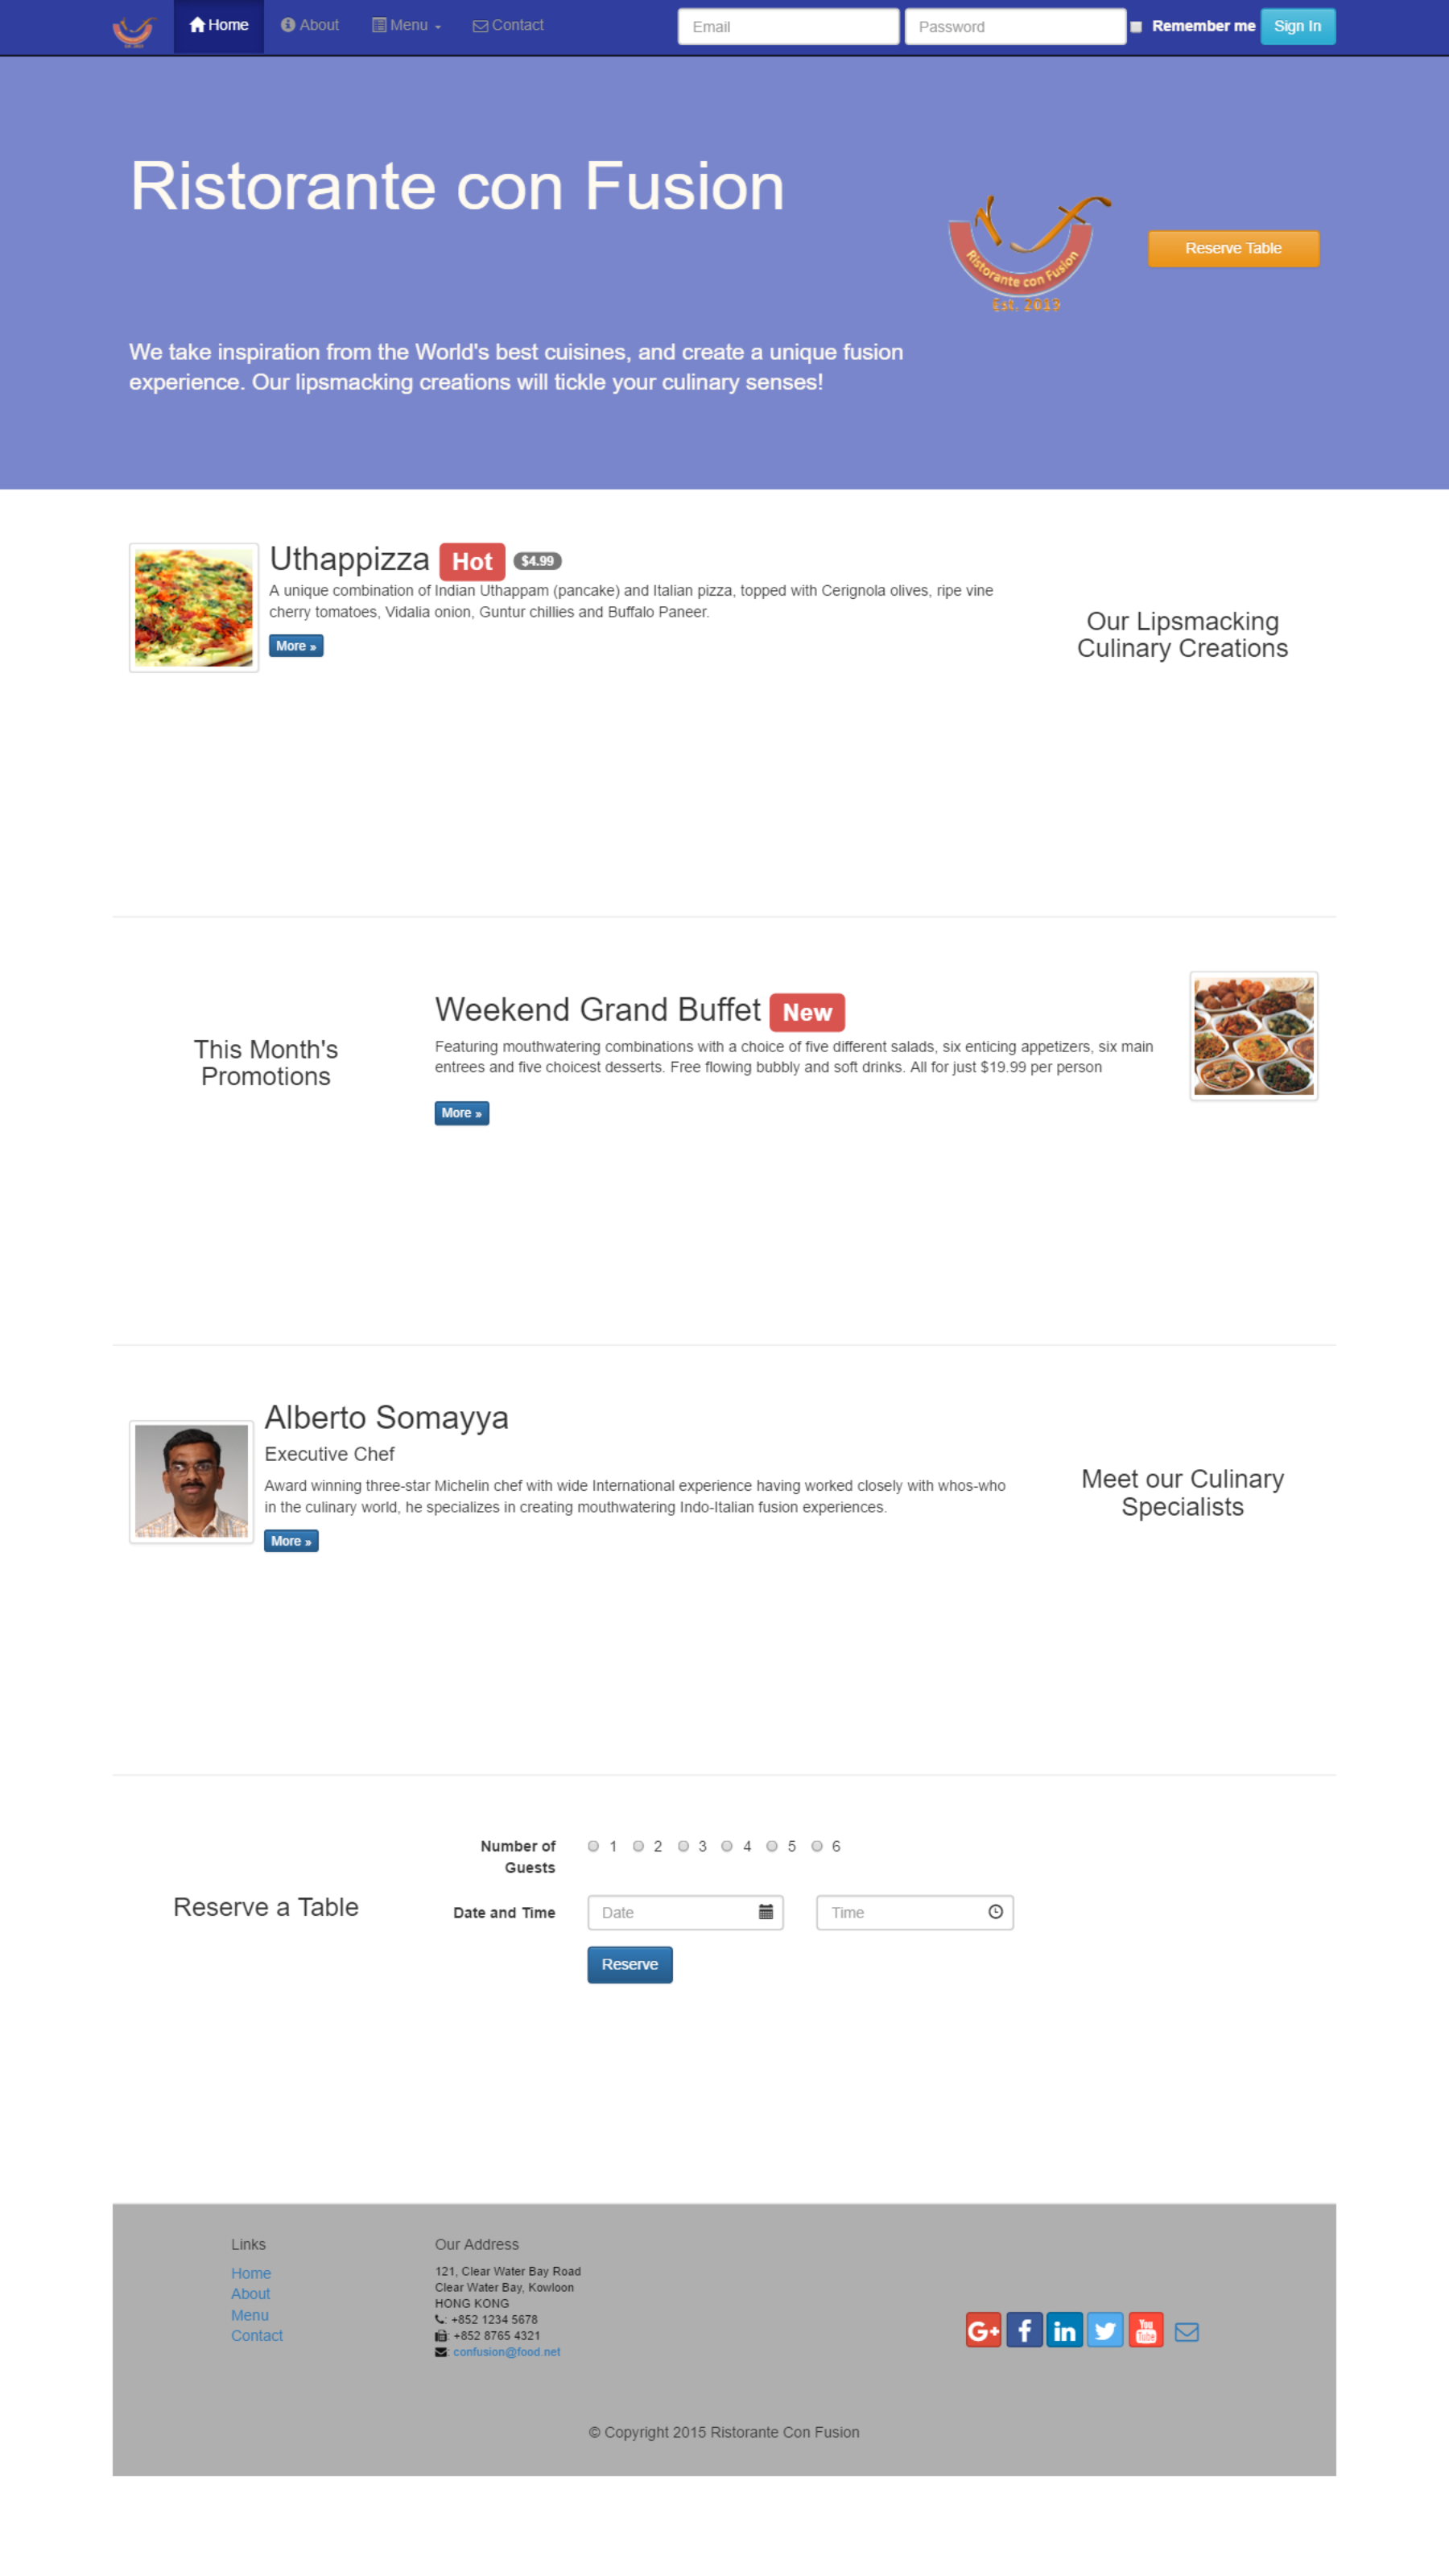 Home
About
Menu
Contact
Email
Password
Remember me
Sign In
Ristorante con Fusion
Ristorante con Fusion
Est. 2013
Reserve Table
We take inspiration from the World's best cuisines, and create a unique fusion
experience. Our lipsmacking creations will tickle your culinary senses!
Uthappizza Hot $4.99
A unique combination of Indian Uthappam (pancake) and Italian pizza, topped with Cerignola olives, ripe vine
cherry tomatoes, Vidalia onion, Guntur chillies and Buffalo Paneer.
More »
Our Lipsmacking
Culinary Creations
This Month's
Promotions
Weekend Grand Buffet New
Featuring mouthwatering combinations with a choice of five different salads, six enticing appetizers, six main
entrees and five choicest desserts. Free flowing bubbly and soft drinks. All for just $19.99 per person
More »
Alberto Somayya
Executive Chef
Award winning three-star Michelin chef with wide International experience having worked closely with whos-who
in the culinary world, he specializes in creating mouthwatering Indo-Italian fusion experiences.
More »
Meet our Culinary
Specialists
Reserve a Table
Number of
Guests
1 2 3 4 5 6
Date and Time
Date
Time
Reserve
Links
Home
About
Menu
Contact
Our Address
121, Clear Water Bay Road
Clear Water Bay, Kowloon
HONG KONG
: +852 1234 5678
: +852 8765 4321
: confusion@food.net
G+ f in You Tube
© Copyright 2015 Ristorante Con Fusion